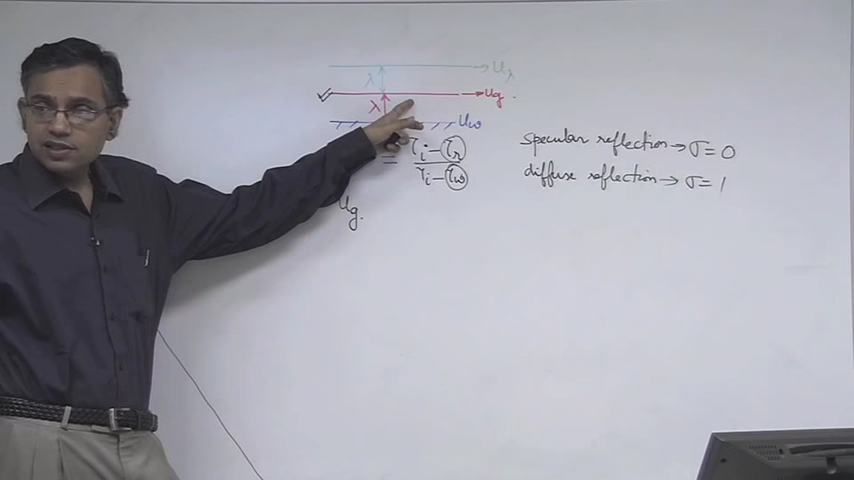 λ → u_λ
✓ λ → u_g
u_w
= τ_i - τ_r / τ_i - τ_w
specular reflection → σ = 0
diffuse reflection → σ = 1
u_g.